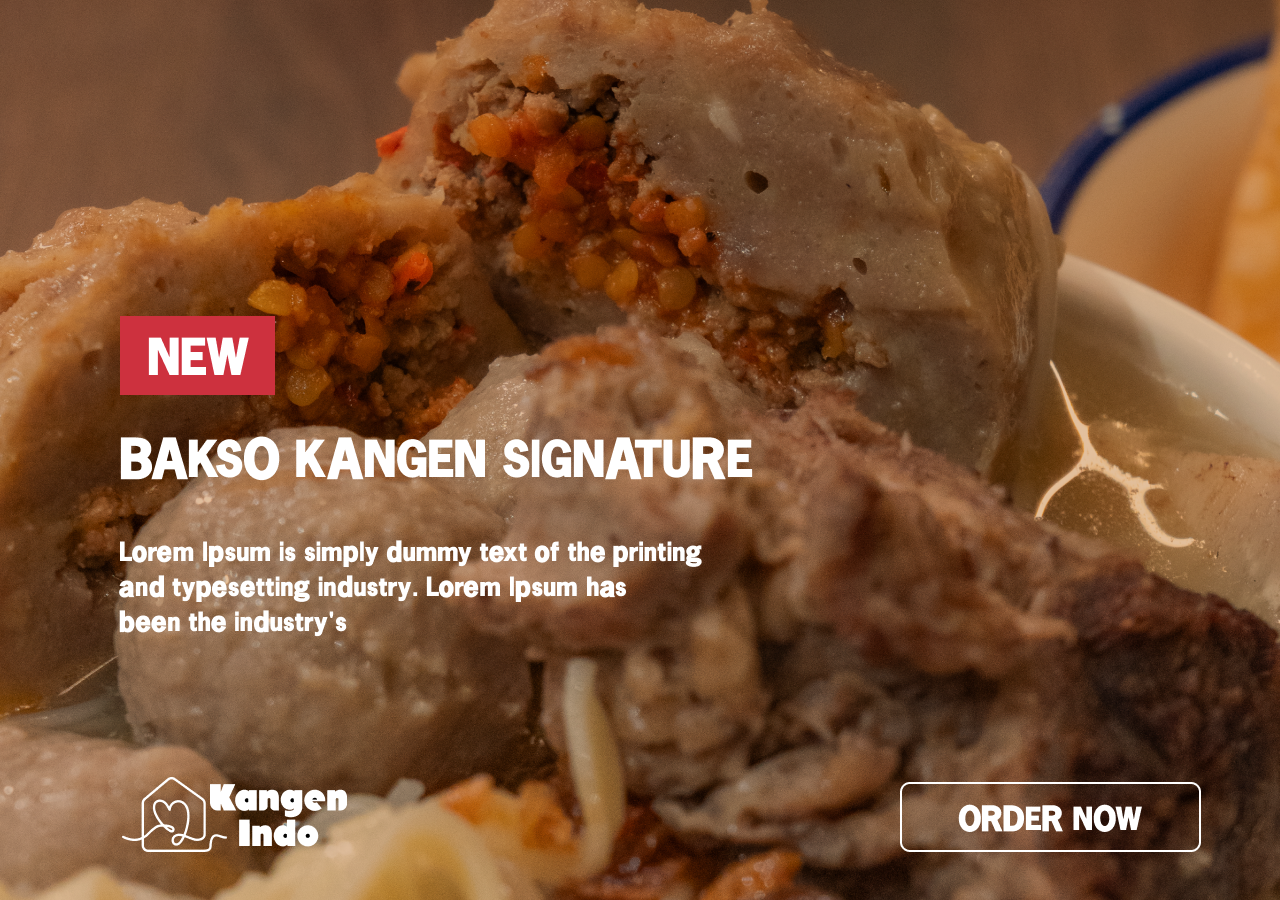 NEW
BAKSO KANGEN SIGNATURE
Lorem Ipsum is simply dummy text of the printing
and typesetting industry. Lorem Ipsum has
been the industry's
Kangen
Indo
ORDER NOW